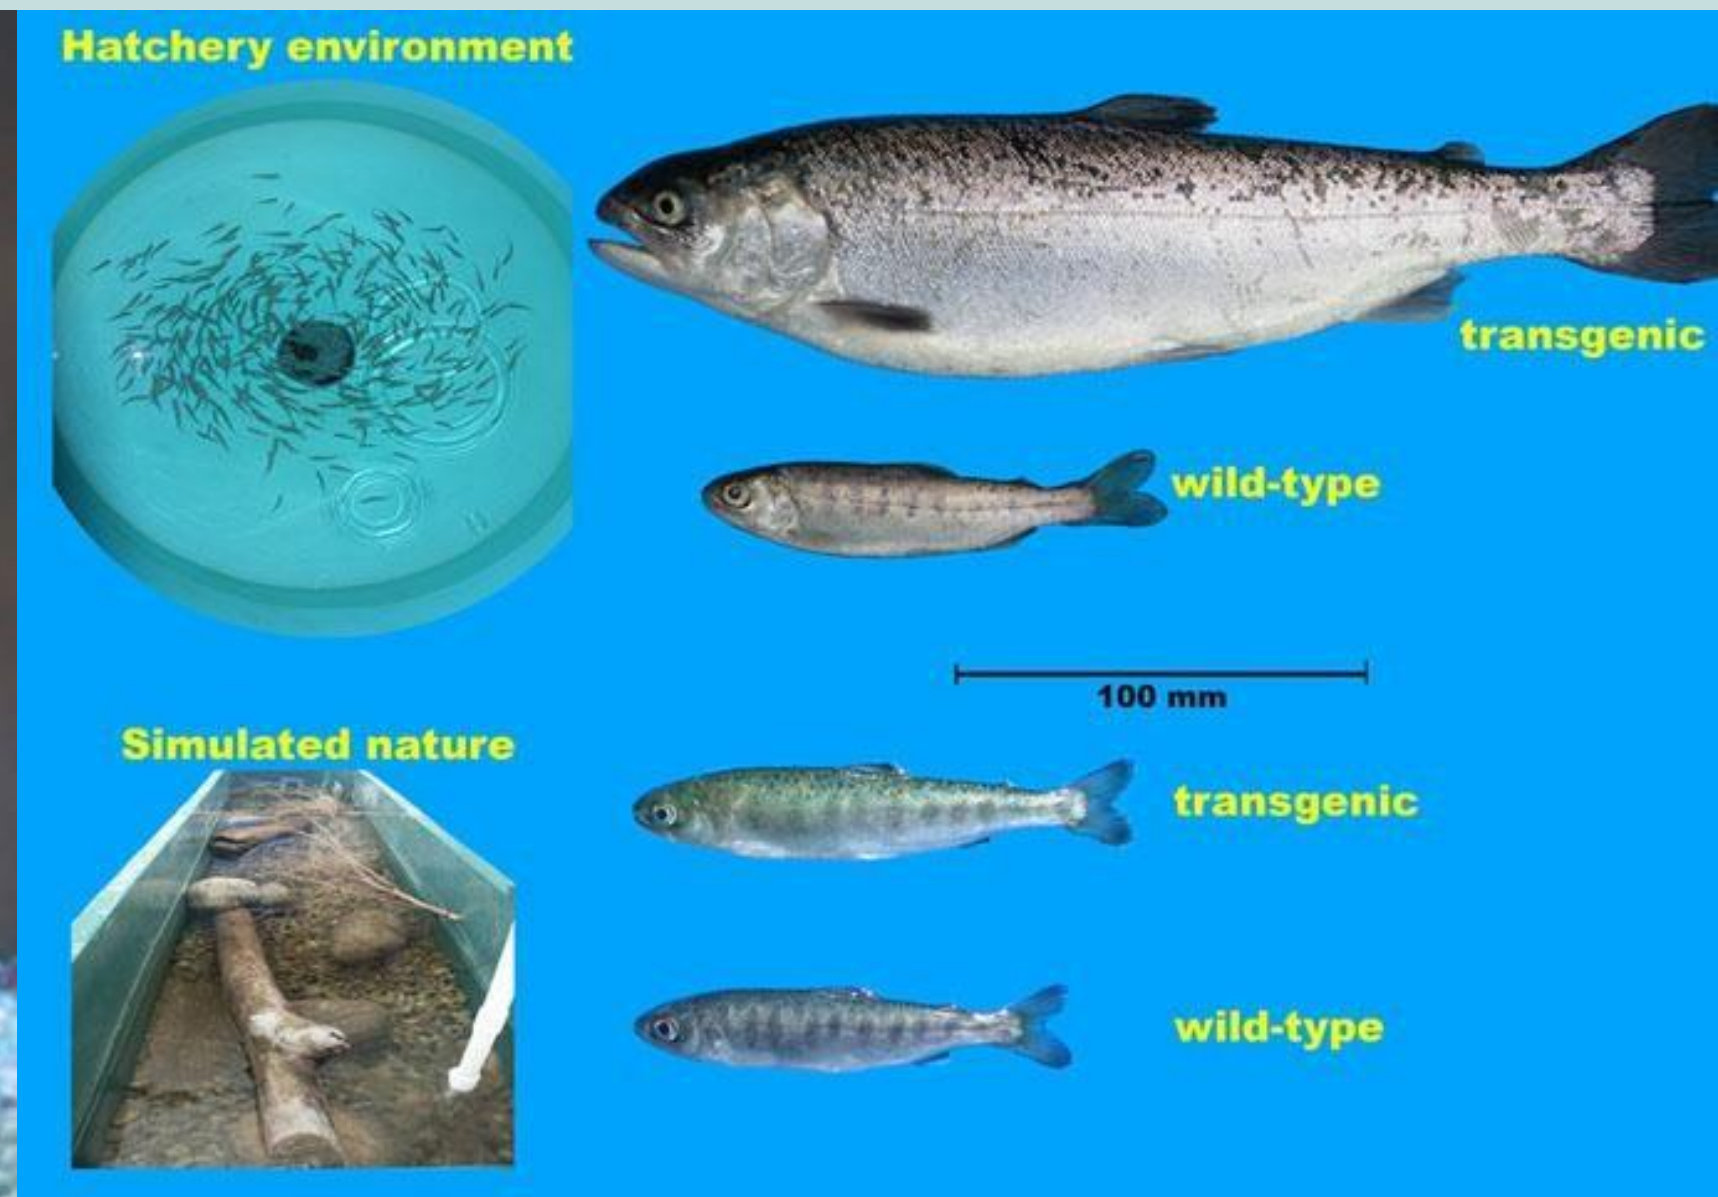 Hatchery environment
transgenic
wild-type
100 mm
Simulated nature
transgenic
wild-type